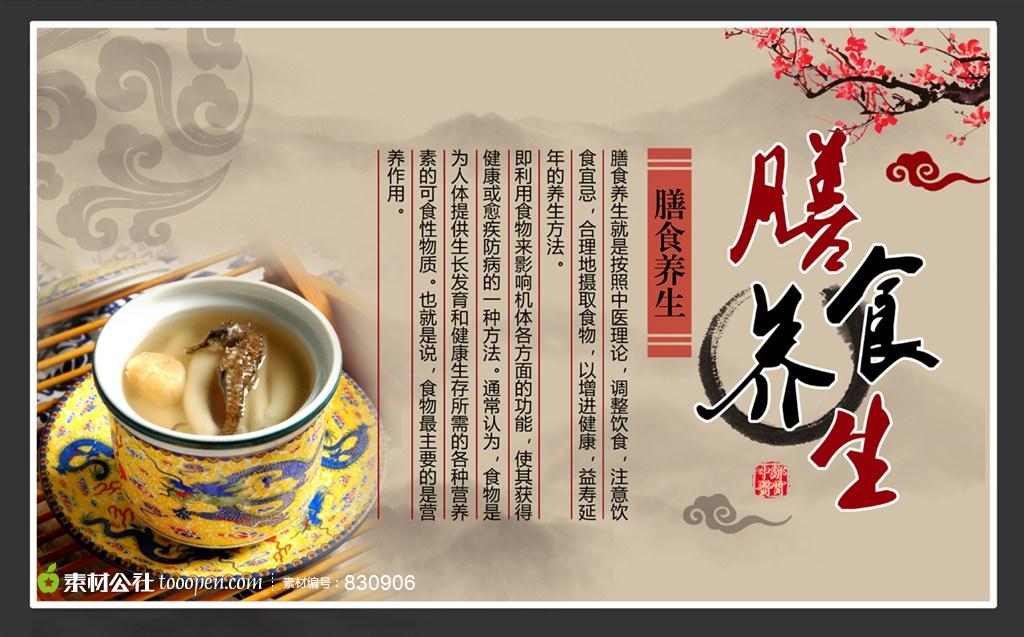 膳食
养生
膳食养生
膳食养生就是按照中医理论，调整饮食，注意饮
食宜忌，合理地摄取食物，以增进健康，益寿延
年的养生方法。
即利用食物来影响机体各方面的功能，使其获得
健康或愈疾防病的一种方法。通常认为，食物是
为人体提供生长发育和健康生存所需的各种营养
素的可食性物质。也就是说，食物最主要的是营
养作用。
素材公社 tooopen.com 素材编号：830906